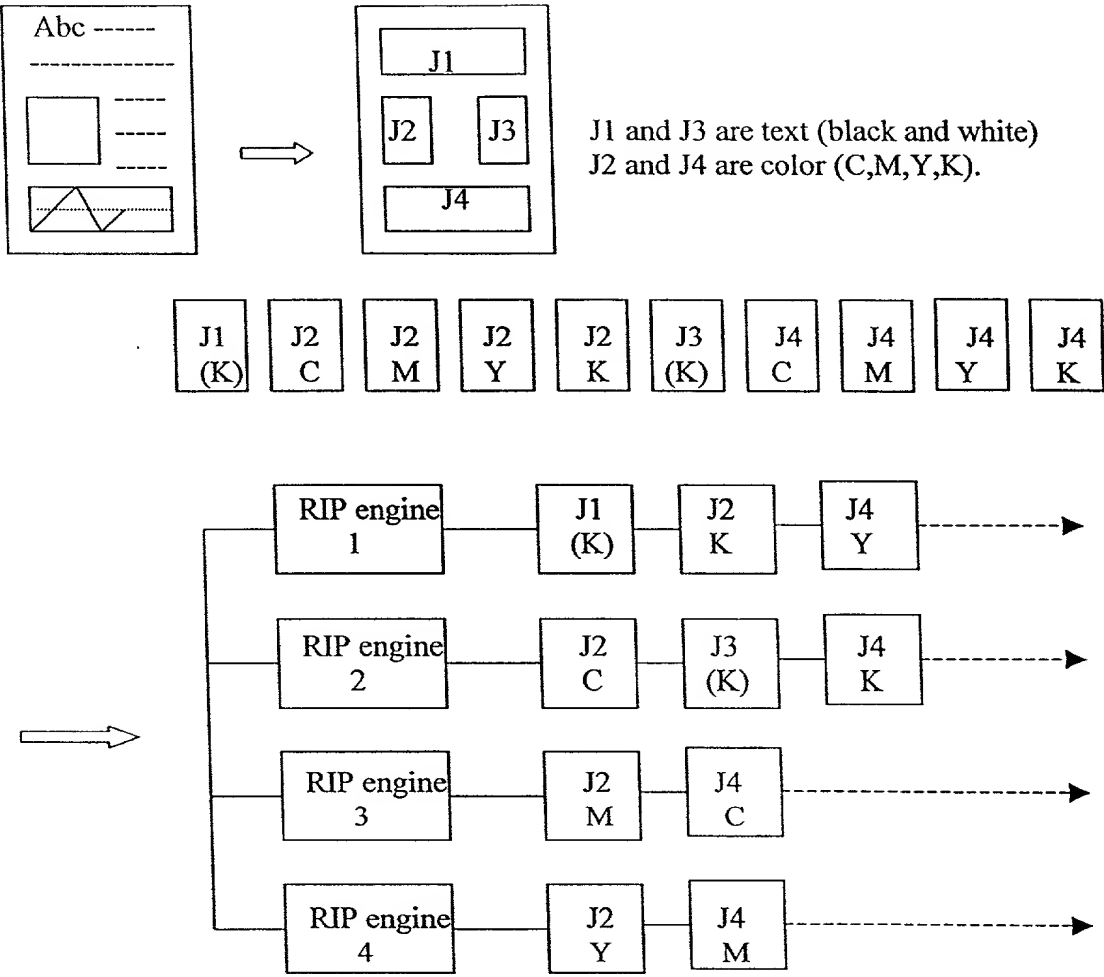 Abc
J1
J2 J3
J4
J1 and J3 are text (black and white)
J2 and J4 are color (C,M,Y,K).
J1 J2 J2 J2 J2 J3 J4 J4 J4 J4
(K) C M Y K (K) C M Y K
RIP engine J1 J2 J4
1 (K) K Y
RIP engine J2 J3 J4
2 C (K) K
RIP engine J2 J4
3 M C
RIP engine J2 J4
4 Y M